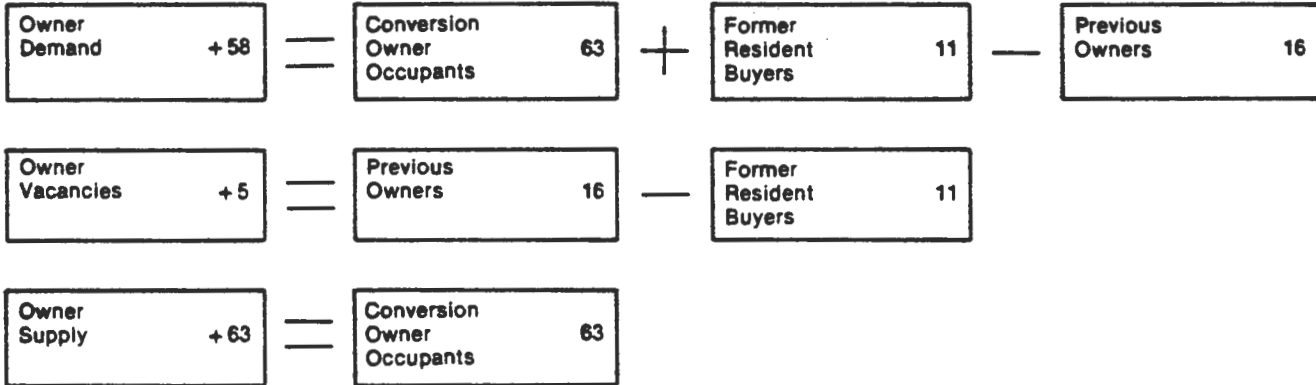 Owner
Demand +58 = Conversion
Owner 63
Occupants + Former
Resident 11
Buyers — Previous
Owners 16
Owner
Vacancies +5 = Previous
Owners 16 — Former
Resident 11
Buyers
Owner
Supply +63 = Conversion
Owner 63
Occupants